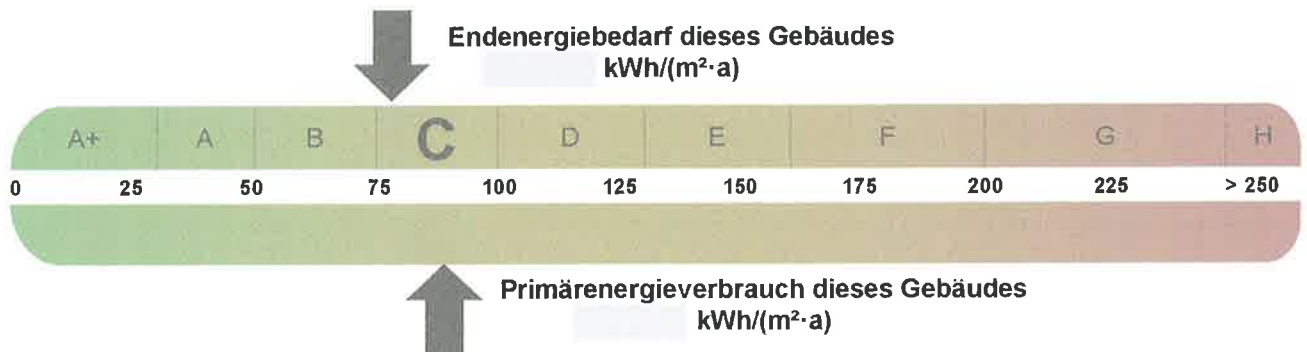 Endenergiebedarf dieses Gebäudes
kWh/(m²·a)
A+ A B C D E F G H
0 25 50 75 100 125 150 175 200 225 > 250
Primärenergieverbrauch dieses Gebäudes
kWh/(m²·a)